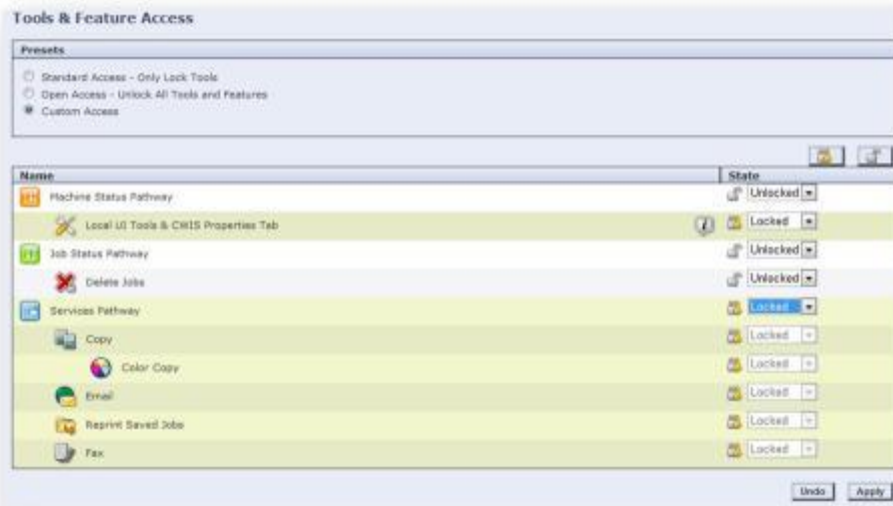 Tools & Feature Access
Presets
Standard Access - Only Lock Tools
Open Access - Unlock All Tools and Features
Custom Access
Name State
Machine Status Pathway Unlocked
Local UI Tools & CWIS Properties Tab Locked
Job Status Pathway Unlocked
Delete Jobs Unlocked
Services Pathway Locked
Copy Locked
Color Copy Locked
Email Locked
Reprint Saved Jobs Locked
Fax Locked
Undo Apply